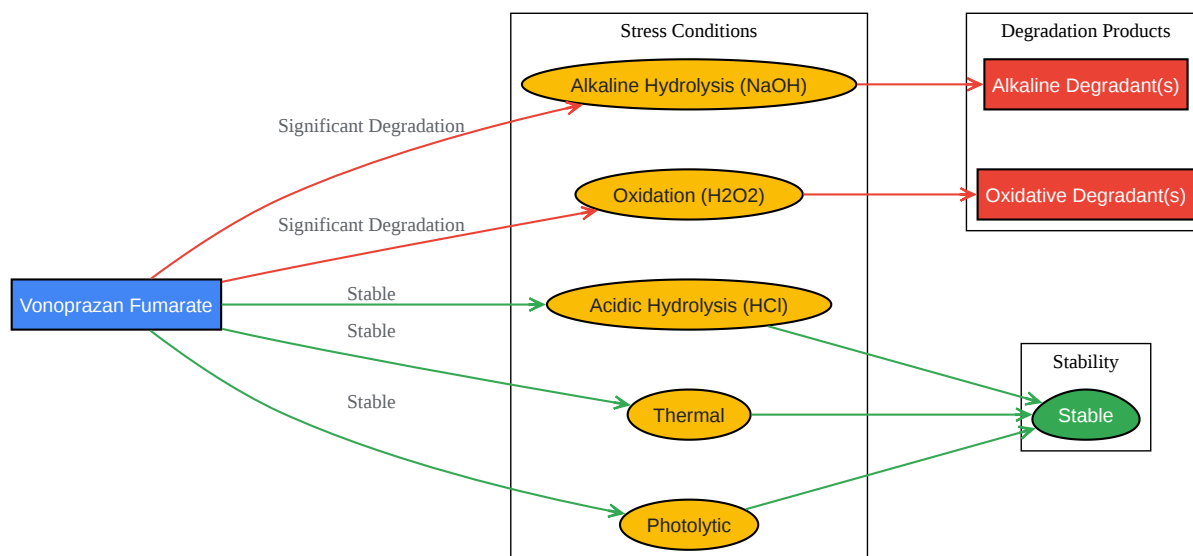 Stress Conditions
Degradation Products
Alkaline Hydrolysis (NaOH)
Alkaline Degradant(s)
Significant Degradation
Oxidation (H2O2)
Oxidative Degradant(s)
Significant Degradation
Vonoprazan Fumarate
Stable
Acidic Hydrolysis (HCl)
Stable
Stability
Stable
Thermal
Stable
Photolytic